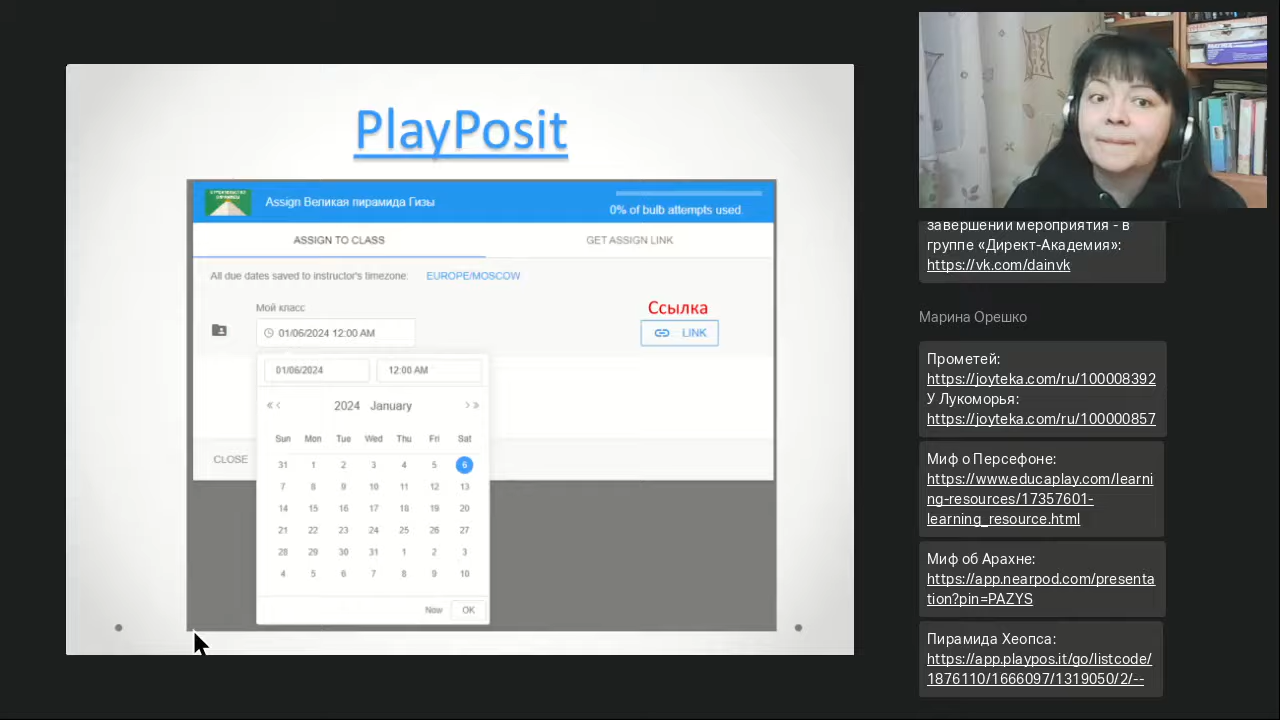 PlayPosit
Assign Великая пирамида Гизы
0% of bulb attempts used.
ASSIGN TO CLASS
GET ASSIGN LINK
All due dates saved to instructor's timezone: EUROPE/MOSCOW
Мой класс
01/06/2024 12:00 AM
Ссылка
LINK
01/06/2024
12:00 AM
« ‹ 2024 January › »
Sun Mon Tue Wed Thu Fri Sat
31 1 2 3 4 5 6
7 8 9 10 11 12 13
14 15 16 17 18 19 20
21 22 23 24 25 26 27
28 29 30 31 1 2 3
4 5 6 7 8 9 10
Now OK
CLOSE
завершении мероприятия - в
группе «Директ-Академия»:
https://vk.com/dainvk
Марина Орешко
Прометей:
https://joyteka.com/ru/100008392
У Лукоморья:
https://joyteka.com/ru/100000857
Миф о Персефоне:
https://www.educaplay.com/learni
ng-resources/17357601-
learning_resource.html
Миф об Арахне:
https://app.nearpod.com/presenta
tion?pin=PAZYS
Пирамида Хеопса:
https://app.playpos.it/go/listcode/
1876110/1666097/1319050/2/--